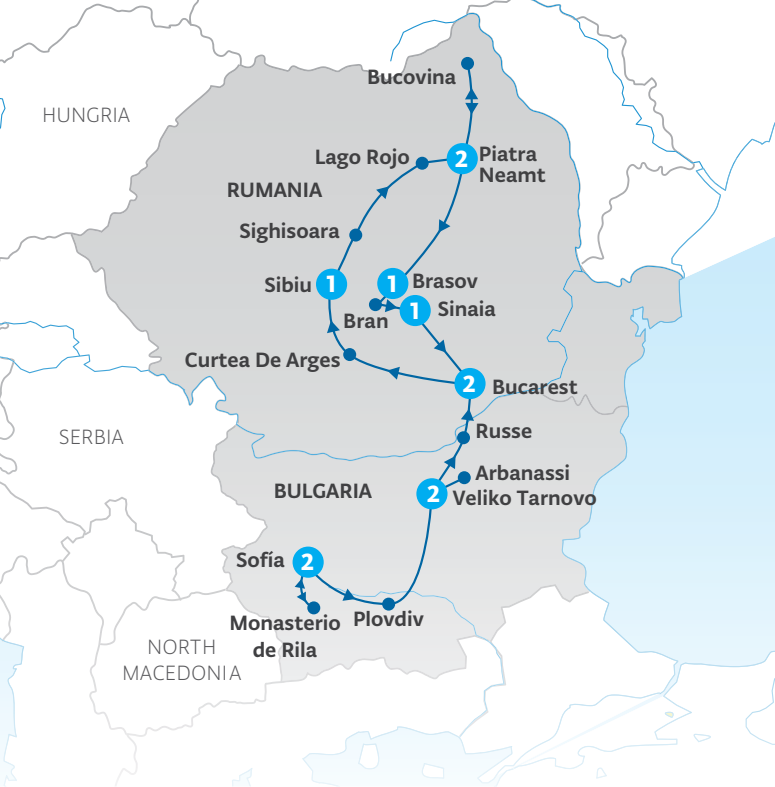 Bucovina
HUNGRIA
Lago Rojo
2
Piatra
Neamt
RUMANIA
Sighisoara
Sibiu
1
1
Brasov
Bran
1
Sinaia
Curtea De Arges
2
Bucarest
SERBIA
Russe
Arbanassi
BULGARIA
2
Veliko Tarnovo
Sofía
2
Monasterio
de Rila
Plovdiv
NORTH
MACEDONIA